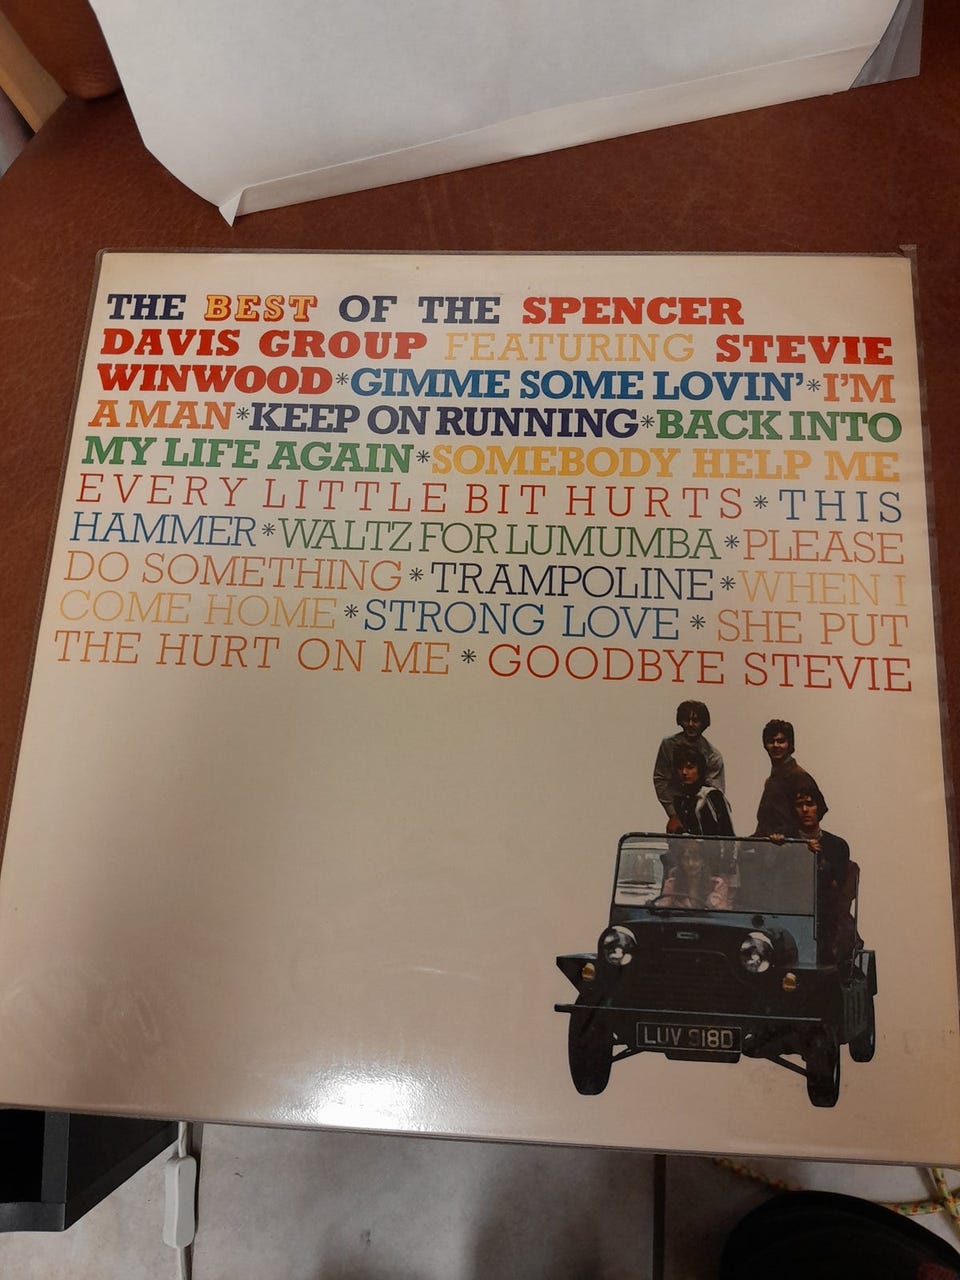 THE BEST OF THE SPENCER
DAVIS GROUP FEATURING STEVIE
WINWOOD*GIMME SOME LOVIN'*I'M
A MAN*KEEP ON RUNNING*BACK INTO
MY LIFE AGAIN*SOMEBODY HELP ME
EVERY LITTLE BIT HURTS*THIS
HAMMER*WALTZ FOR LUMUMBA*PLEASE
DO SOMETHING*TRAMPOLINE*WHEN I
COME HOME*STRONG LOVE*SHE PUT
THE HURT ON ME*GOODBYE STEVIE
LUV 918D